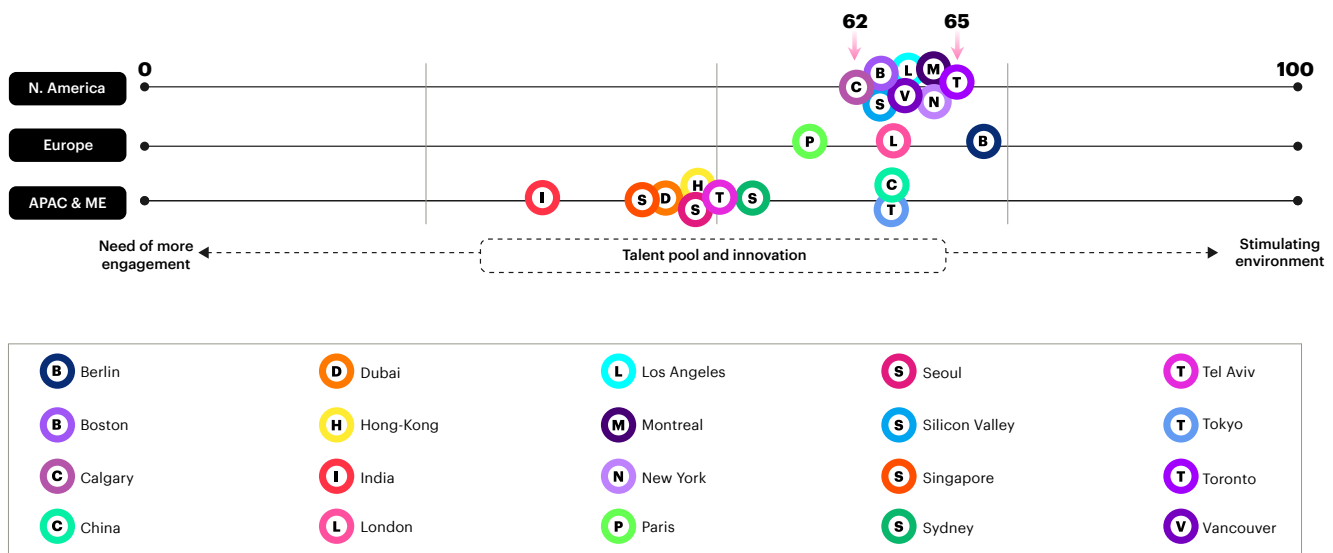 62 65
0 100
N. America
B L M
C T
S V N
Europe
P L B
APAC & ME
H C
I S D T S
S T
Need of more
engagement
Talent pool and innovation
Stimulating
environment
B Berlin
D Dubai
L Los Angeles
S Seoul
T Tel Aviv
B Boston
H Hong-Kong
M Montreal
S Silicon Valley
T Tokyo
C Calgary
I India
N New York
S Singapore
T Toronto
C China
L London
P Paris
S Sydney
V Vancouver